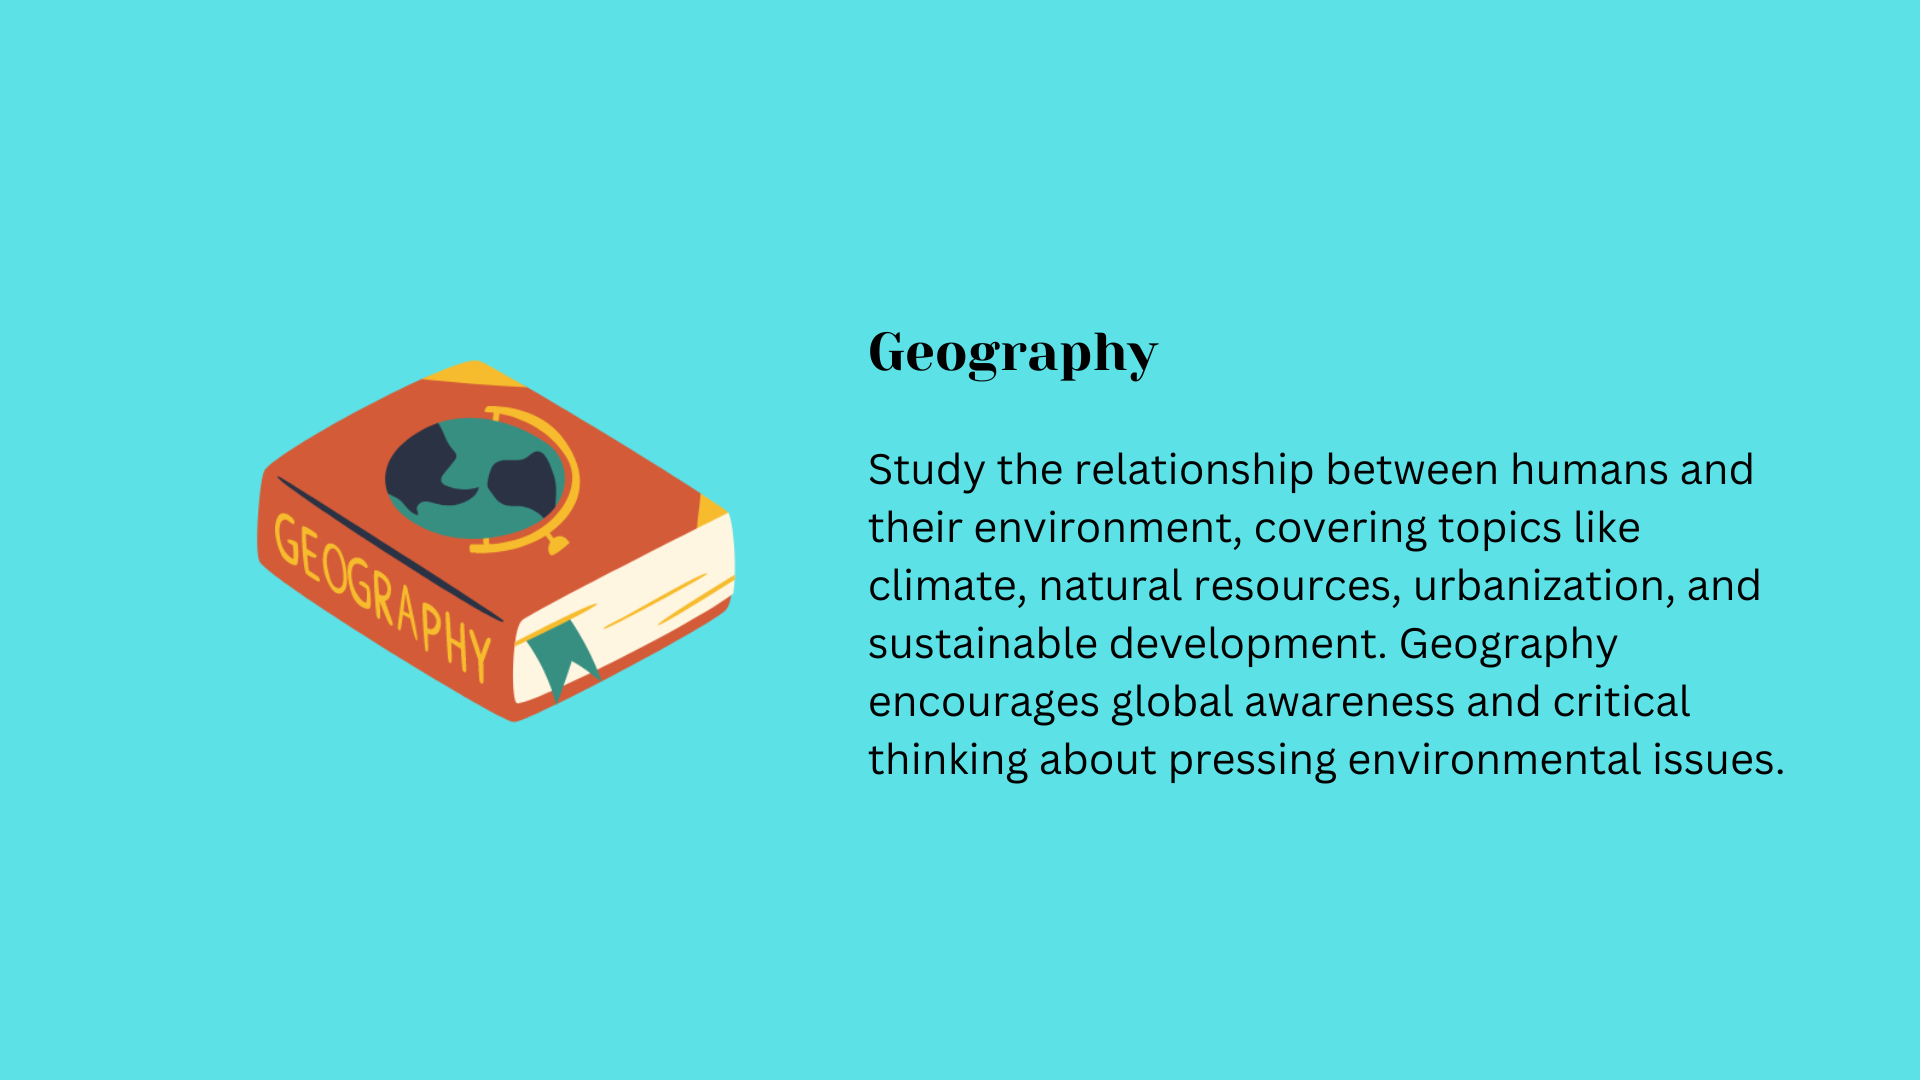 GEOGRAPHY
Geography
Study the relationship between humans and
their environment, covering topics like
climate, natural resources, urbanization, and
sustainable development. Geography
encourages global awareness and critical
thinking about pressing environmental issues.